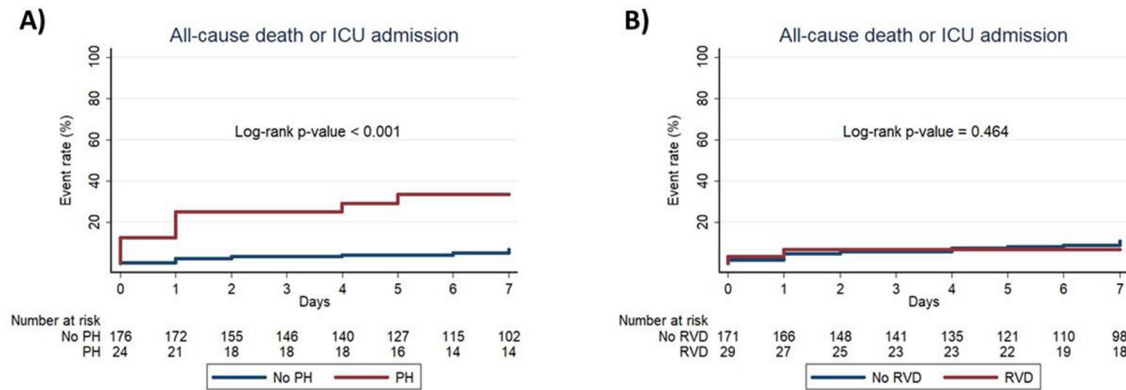 A)
All-cause death or ICU admission
100
80
60
40
20
Event rate (%)
Log-rank p-value < 0.001
0 1 2 3 4 5 6 7
Days
Number at risk
No PH 176 172 155 146 140 127 115 102
PH 24 21 18 18 18 16 14 14
No PH PH
B)
All-cause death or ICU admission
100
80
60
40
20
Event rate (%)
Log-rank p-value = 0.464
0 1 2 3 4 5 6 7
Days
Number at risk
No RVD 171 166 148 141 135 121 110 98
RVD 29 27 25 23 23 22 19 18
No RVD RVD